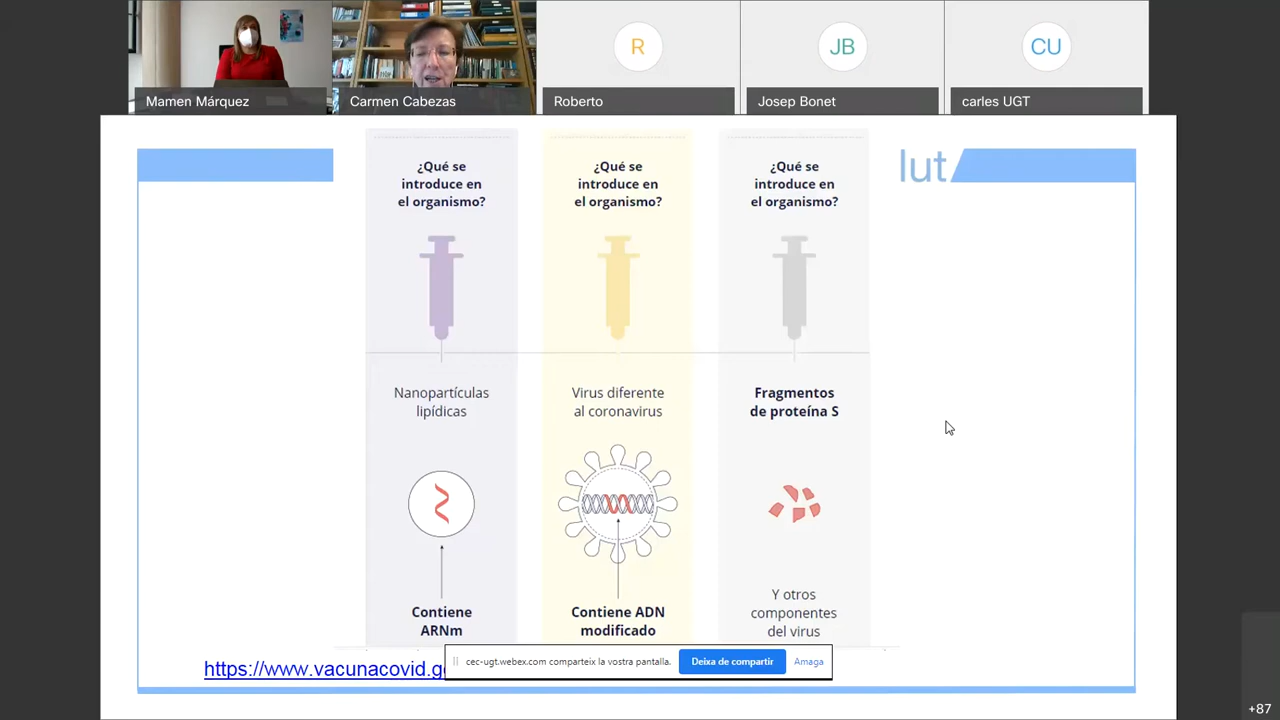 Mamen Márquez
Carmen Cabezas
R
Roberto
JB
Josep Bonet
CU
carles UGT
lut
¿Qué se
introduce en
el organismo?
Nanopartículas
lipídicas
Contiene
ARNm
¿Qué se
introduce en
el organismo?
Virus diferente
al coronavirus
Contiene ADN
modificado
¿Qué se
introduce en
el organismo?
Fragmentos
de proteína S
Y otros
componentes
del virus
https://www.vacunacovid.g
cec-ugt.webex.com comparteix la vostra pantalla.
Deixa de compartir
Amaga
+87